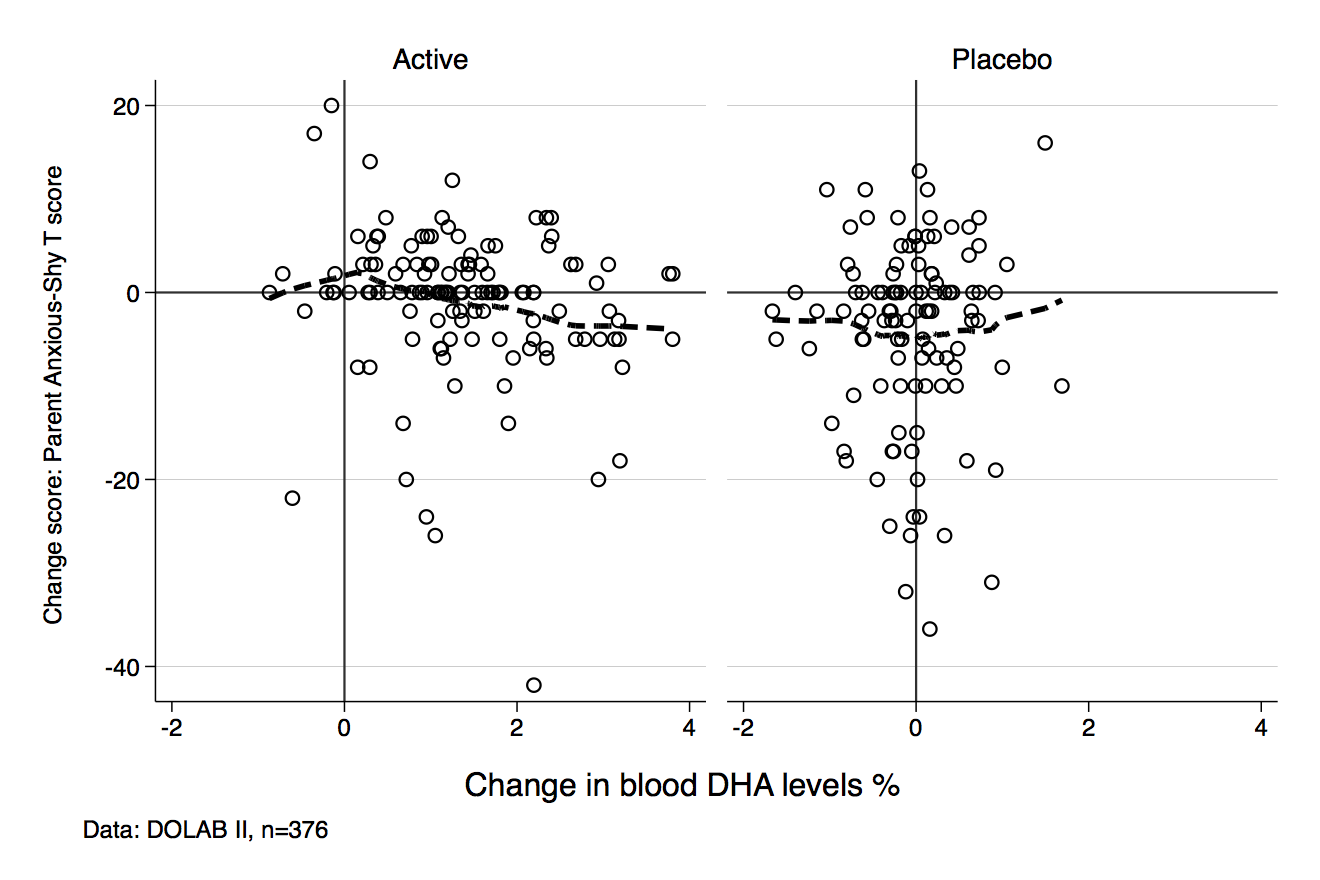 Active
Placebo
Change score: Parent Anxious-Shy T score
20
0
-20
-40
-2
0
2
4
-2
0
2
4
Change in blood DHA levels %
Data: DOLAB II, n=376